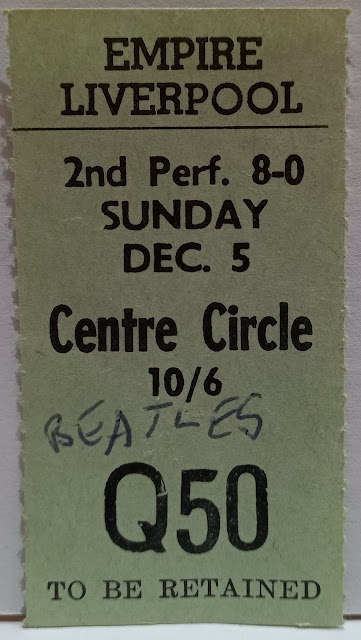 EMPIRE
LIVERPOOL
2nd Perf. 8-0
SUNDAY
DEC. 5
Centre Circle
10/6
BEATLES
Q50
TO BE RETAINED